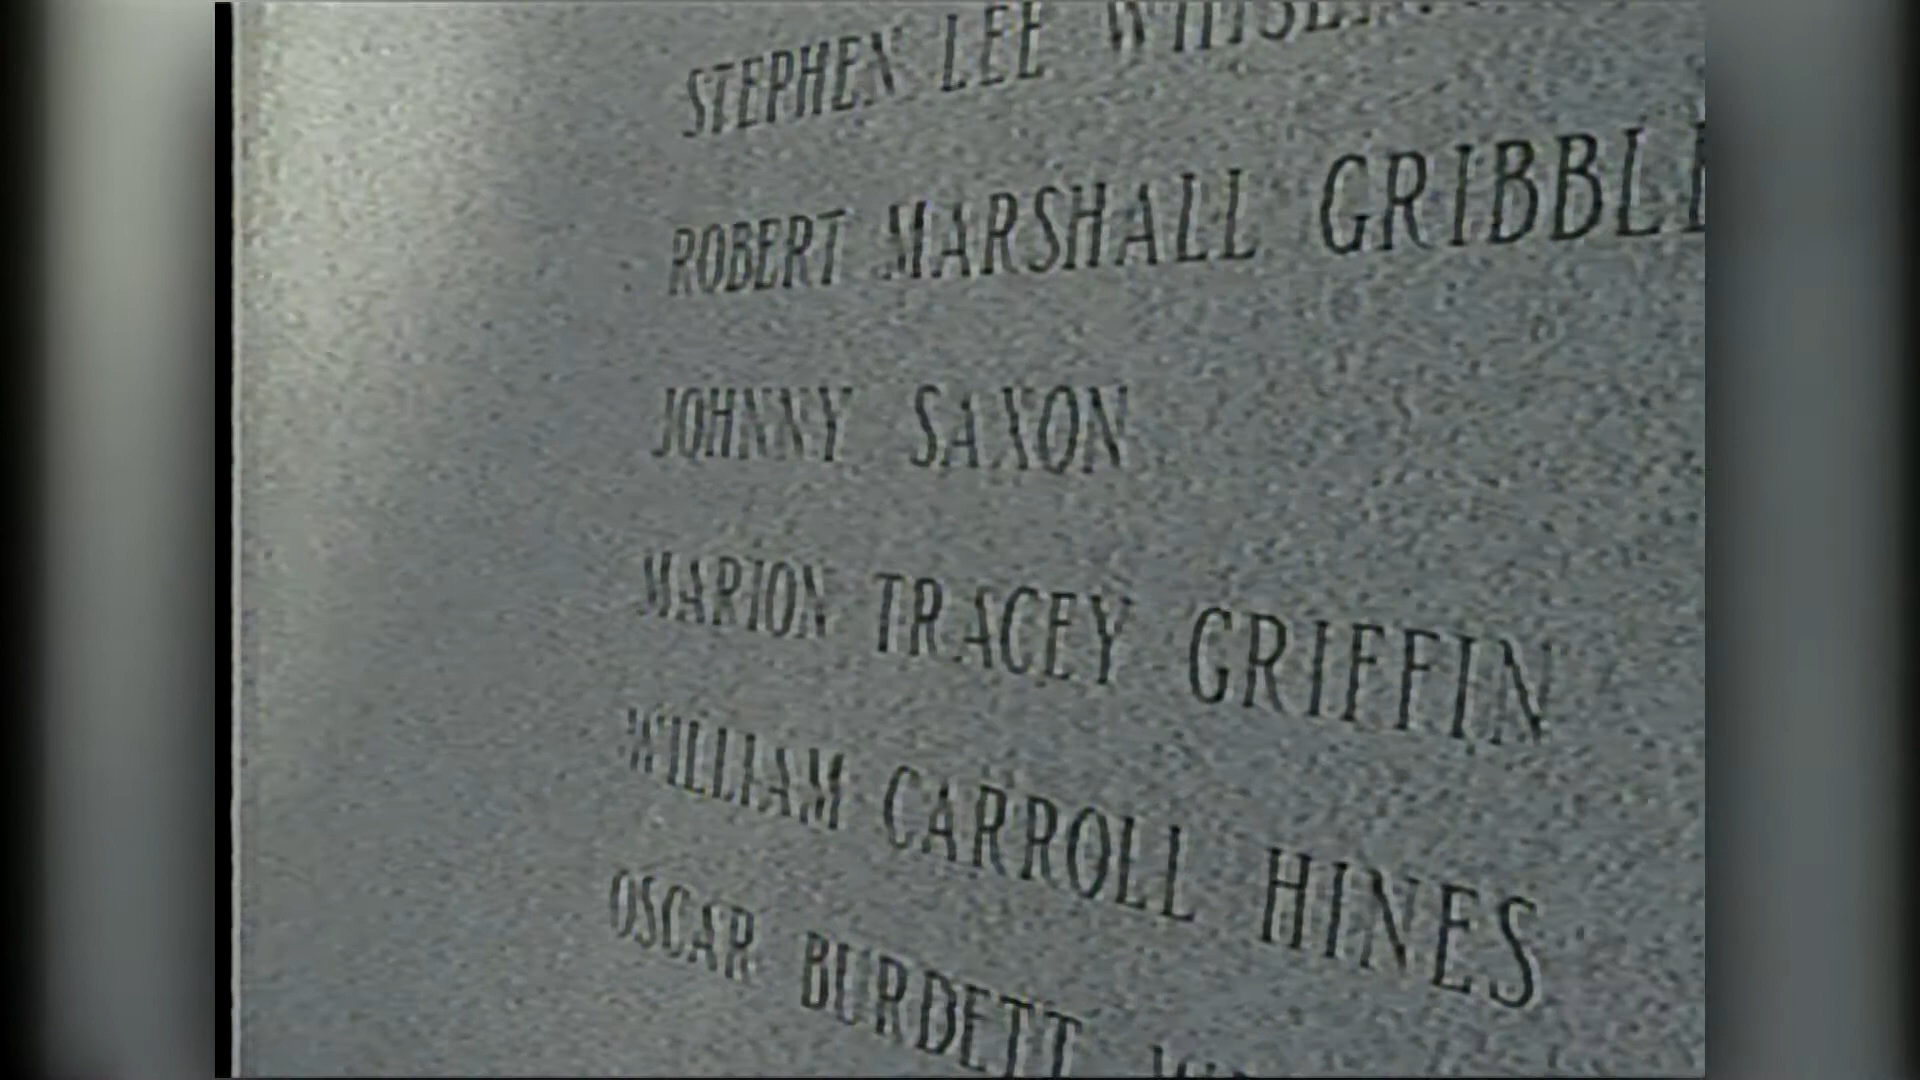 STEPHEN LEE
ROBERT MARSHALL GRIBBLE
JOHNNY SAXON
MARION TRACEY GRIFFIN
WILLIAM CARROLL HINES
OSCAR BURDETT